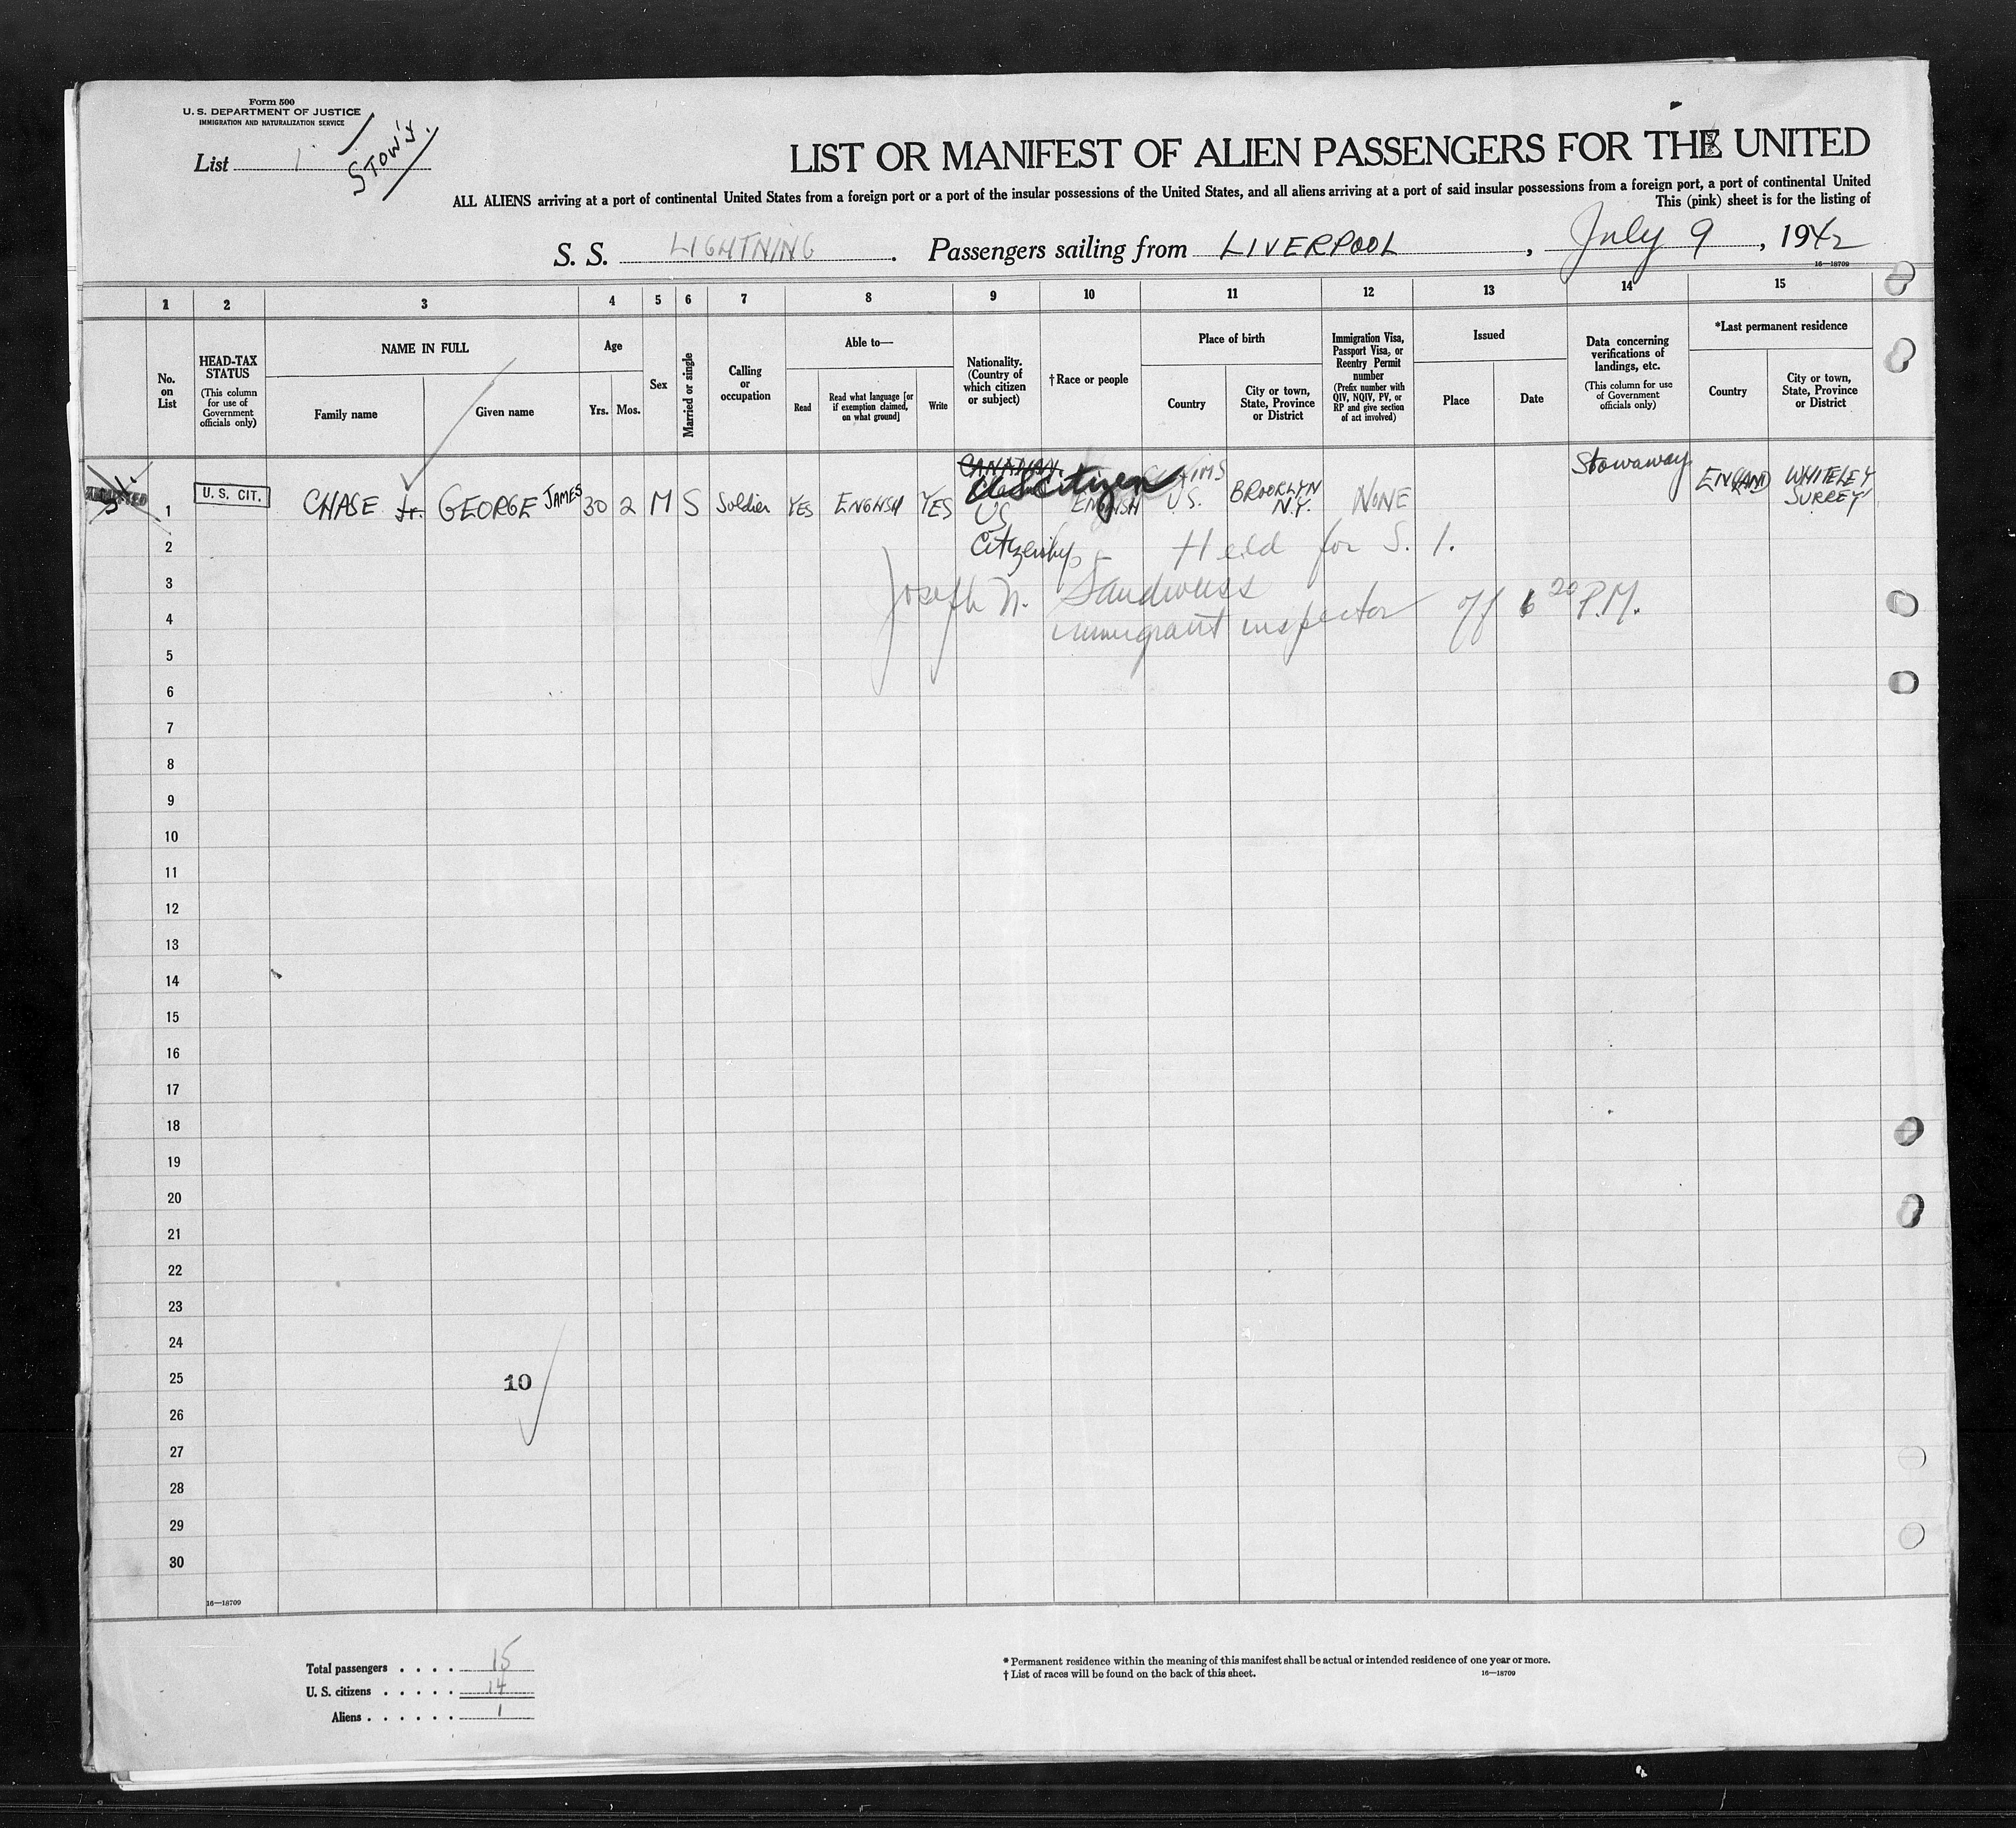 Form 500
U. S. DEPARTMENT OF JUSTICE
IMMIGRATION AND NATURALIZATION SERVICE
List 1
STOW'Y.
LIST OR MANIFEST OF ALIEN PASSENGERS FOR THE UNITED
ALL ALIENS arriving at a port of continental United States from a foreign port or a port of the insular possessions of the United States, and all aliens arriving at a port of said insular possessions from a foreign port, a port of continental United
This (pink) sheet is for the listing of
S. S. LIGHTNING . Passengers sailing from LIVERPOOL , July 9 , 1942
16—18709
1 2 3 4 5 6 7 8 9 10 11 12 13 14 15
No. on List
HEAD-TAX STATUS
(This column for use of Government officials only)
NAME IN FULL
Family name
Given name
Age
Yrs. Mos.
Sex
Married or single
Calling or occupation
Able to—
Read
Read what language [or if exemption claimed, on what ground]
Write
Nationality. (Country of which citizen or subject)
†Race or people
Place of birth
Country
City or town, State, Province or District
Immigration Visa, Passport Visa, or Reentry Permit number
(Prefix number with QIV, NQIV, PV, or RP and give section of act involved)
Issued
Place
Date
Data concerning verifications of landings, etc.
(This column for use of Government officials only)
*Last permanent residence
Country
City or town, State, Province or District
ADMITTED
S.I.
1 U. S. CIT. CHASE Jr. GEORGE JAMES 30 2 M S Soldier YES ENGLISH YES CANADIAN US Citizen ENGLISH CLAIMS U.S. BROOKLYN N.Y. NONE Stowaway ENGLAND WHITELEY SURREY
US
2 Citizenship - Held for S. I.
3 Joseph N.
4 immigrant inspector off 6 20 P.M.
5
6
7
8
9
10
11
12
13
14
15
16
17
18
19
20
21
22
23
24
25 10
26
27
28
29
30
16—18709
Total passengers . . . . 15
U. S. citizens . . . . . 14
Aliens . . . . . . 1
* Permanent residence within the meaning of this manifest shall be actual or intended residence of one year or more.
† List of races will be found on the back of this sheet.
16—18709